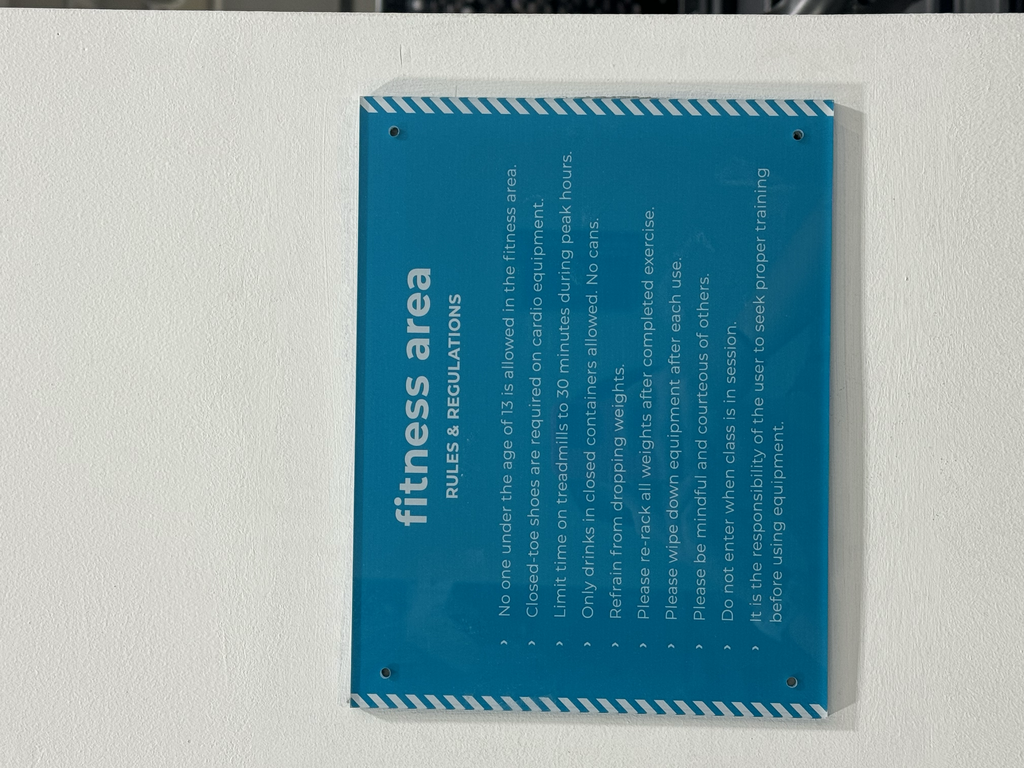 fitness area
RULES & REGULATIONS
› No one under the age of 13 is allowed in the fitness area.
› Closed-toe shoes are required on cardio equipment.
› Limit time on treadmills to 30 minutes during peak hours.
› Only drinks in closed containers allowed. No cans.
› Refrain from dropping weights.
› Please re-rack all weights after completed exercise.
› Please wipe down equipment after each use.
› Please be mindful and courteous of others.
› Do not enter when class is in session.
› It is the responsibility of the user to seek proper training
before using equipment.